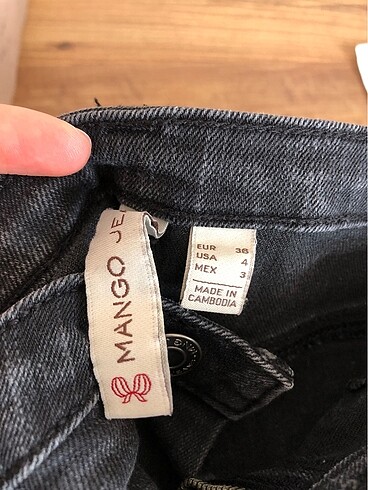 MANGO JE
EUR 36
USA 4
MEX 3
MADE IN
CAMBODIA